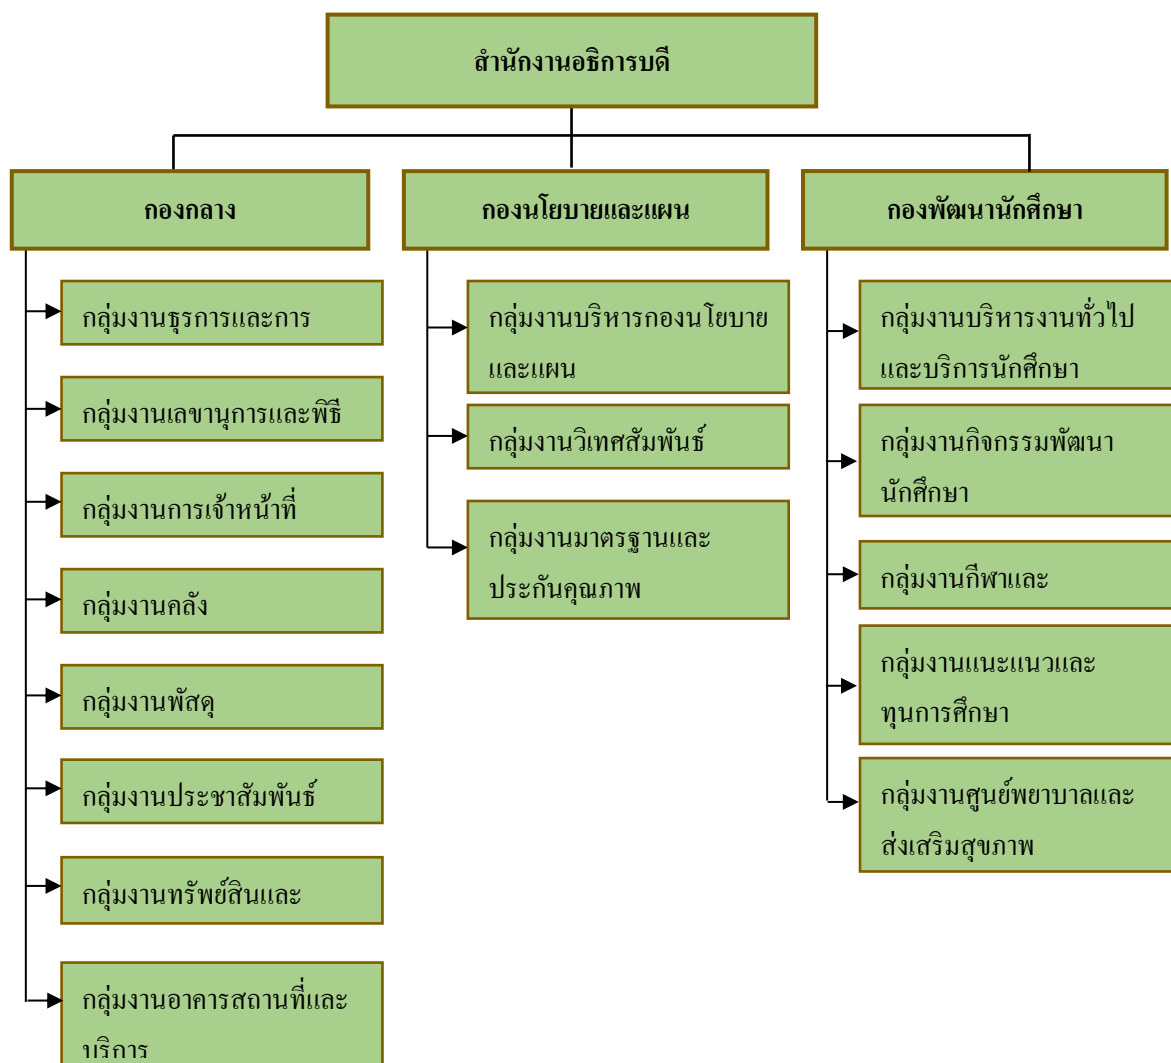 สำนักงานอธิการบดี
กองกลาง
กลุ่มงานธุรการและการ
กลุ่มงานเลขานุการและพิธี
กลุ่มงานการเจ้าหน้าที่
กลุ่มงานคลัง
กลุ่มงานพัสดุ
กลุ่มงานประชาสัมพันธ์
กลุ่มงานทรัพย์สินและ
กลุ่มงานอาคารสถานที่และ
บริการ
กองนโยบายและแผน
กลุ่มงานบริหารกองนโยบาย
และแผน
กลุ่มงานวิเทศสัมพันธ์
กลุ่มงานมาตรฐานและ
ประกันคุณภาพ
กองพัฒนานักศึกษา
กลุ่มงานบริหารงานทั่วไป
และบริการนักศึกษา
กลุ่มงานกิจกรรมพัฒนา
นักศึกษา
กลุ่มงานกีฬาและ
กลุ่มงานแนะแนวและ
ทุนการศึกษา
กลุ่มงานศูนย์พยาบาลและ
ส่งเสริมสุขภาพ